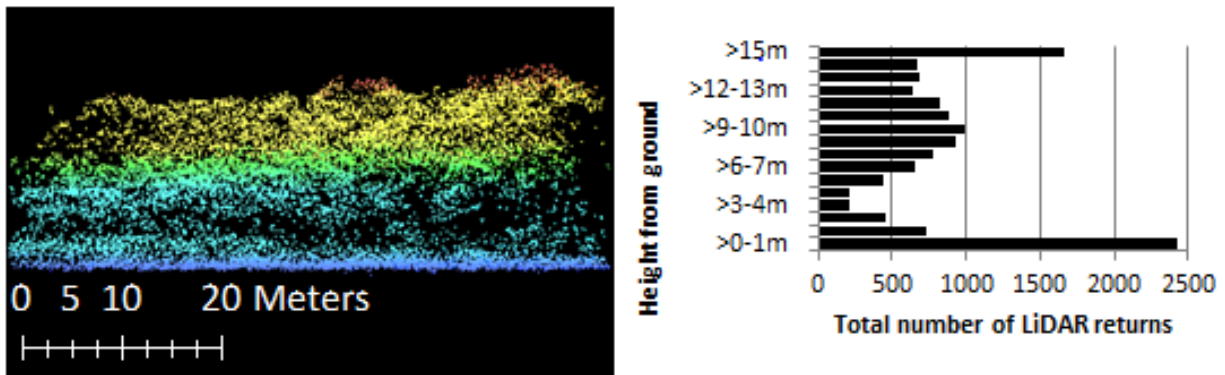 0 5 10 20 Meters
Height from ground
>15m
>12-13m
>9-10m
>6-7m
>3-4m
>0-1m
0 500 1000 1500 2000 2500
Total number of LiDAR returns